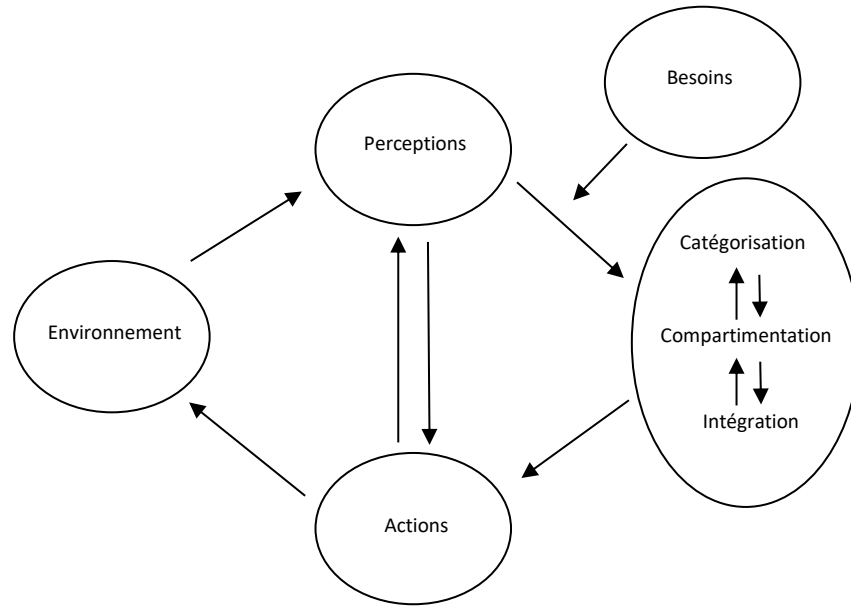 Besoins
Perceptions
Catégorisation
Environnement
Compartimentation
Intégration
Actions